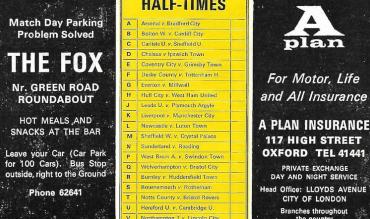 Match Day Parking
Problem Solved
THE FOX
Nr. GREEN ROAD
ROUNDABOUT
HOT MEALS AND
SNACKS AT THE BAR
Leave your Car (Car Park
for 100 Cars). Bus Stop
outside, right to the Ground
Phone 62641
HALF-TIMES
A Arsenal v. Bradford City
B Bolton W. v. Cardiff City
C Carlisle U. v. Sheffield U.
D Chelsea v. Ipswich Town
E Coventry City v. Grimsby Town
F Derby County v. Tottenham H.
G Everton v. Millwall
H Hull City v. West Ham United
J Leeds U. v. Plymouth Argyle
K Liverpool v. Manchester City
L Newcastle v. Luton Town
M Sheffield W. v. Crystal Palace
N Sunderland v. Reading
P West Brom A. v. Swindon Town
Q Wolverhampton v. Bristol City
R Burnley v. Huddersfield Town
S Bournemouth v. Rotherham
T Notts County v. Bristol Rovers
U Hereford U. v. Cambridge U.
V Northampton T. v. Lincoln City
A
plan
For Motor, Life
and All Insurance
A PLAN INSURANCE
117 HIGH STREET
OXFORD TEL 41441
PRIVATE EXCHANGE
DAY AND NIGHT SERVICE
Head Office: LLOYDS AVENUE
CITY OF LONDON
Branches throughout
the country